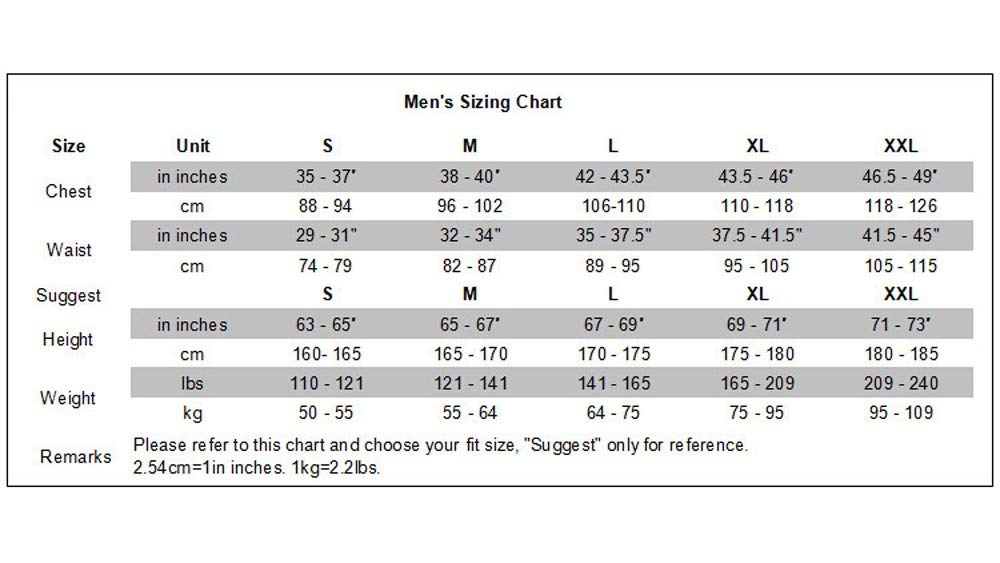 Men's Sizing Chart
Size Unit S M L XL XXL
Chest
in inches 35 - 37" 38 - 40" 42 - 43.5" 43.5 - 46" 46.5 - 49"
cm 88 - 94 96 - 102 106-110 110 - 118 118 - 126
Waist
in inches 29 - 31" 32 - 34" 35 - 37.5" 37.5 - 41.5" 41.5 - 45"
cm 74 - 79 82 - 87 89 - 95 95 - 105 105 - 115
Suggest S M L XL XXL
Height
in inches 63 - 65" 65 - 67" 67 - 69" 69 - 71" 71 - 73"
cm 160- 165 165 - 170 170 - 175 175 - 180 180 - 185
Weight
lbs 110 - 121 121 - 141 141 - 165 165 - 209 209 - 240
kg 50 - 55 55 - 64 64 - 75 75 - 95 95 - 109
Remarks
Please refer to this chart and choose your fit size, "Suggest" only for reference.
2.54cm=1in inches. 1kg=2.2lbs.